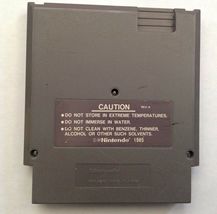 CAUTION
REV-A
• DO NOT STORE IN EXTREME TEMPERATURES.
• DO NOT IMMERSE IN WATER.
• DO NOT CLEAN WITH BENZENE, THINNER,
ALCOHOL OR OTHER SUCH SOLVENTS.
©Nintendo 1985